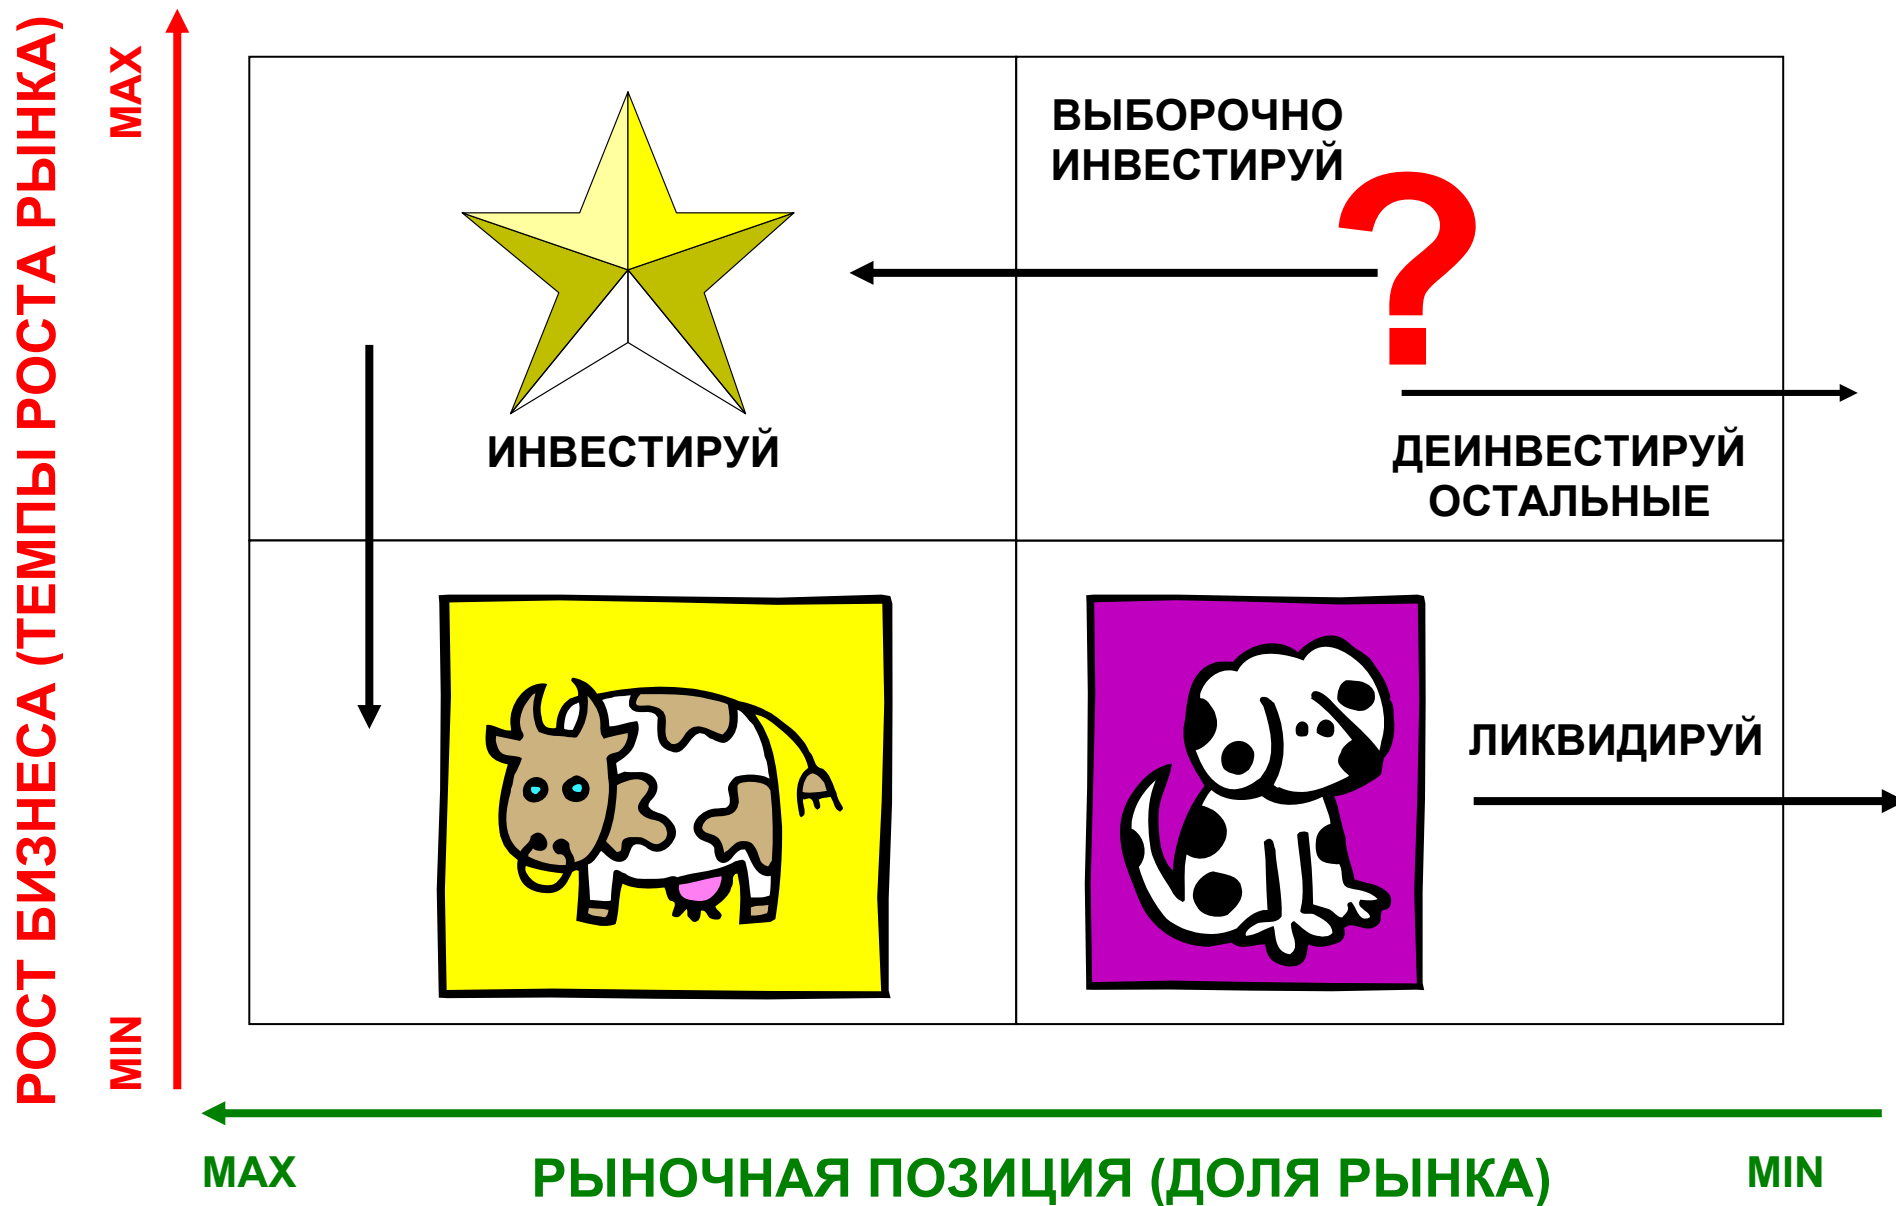 РОСТ БИЗНЕСА (ТЕМПЫ РОСТА РЫНКА)
MAX
MIN
ВЫБОРОЧНО
ИНВЕСТИРУЙ
?
ИНВЕСТИРУЙ
ДЕИНВЕСТИРУЙ
ОСТАЛЬНЫЕ
ЛИКВИДИРУЙ
MAX
РЫНОЧНАЯ ПОЗИЦИЯ (ДОЛЯ РЫНКА)
MIN